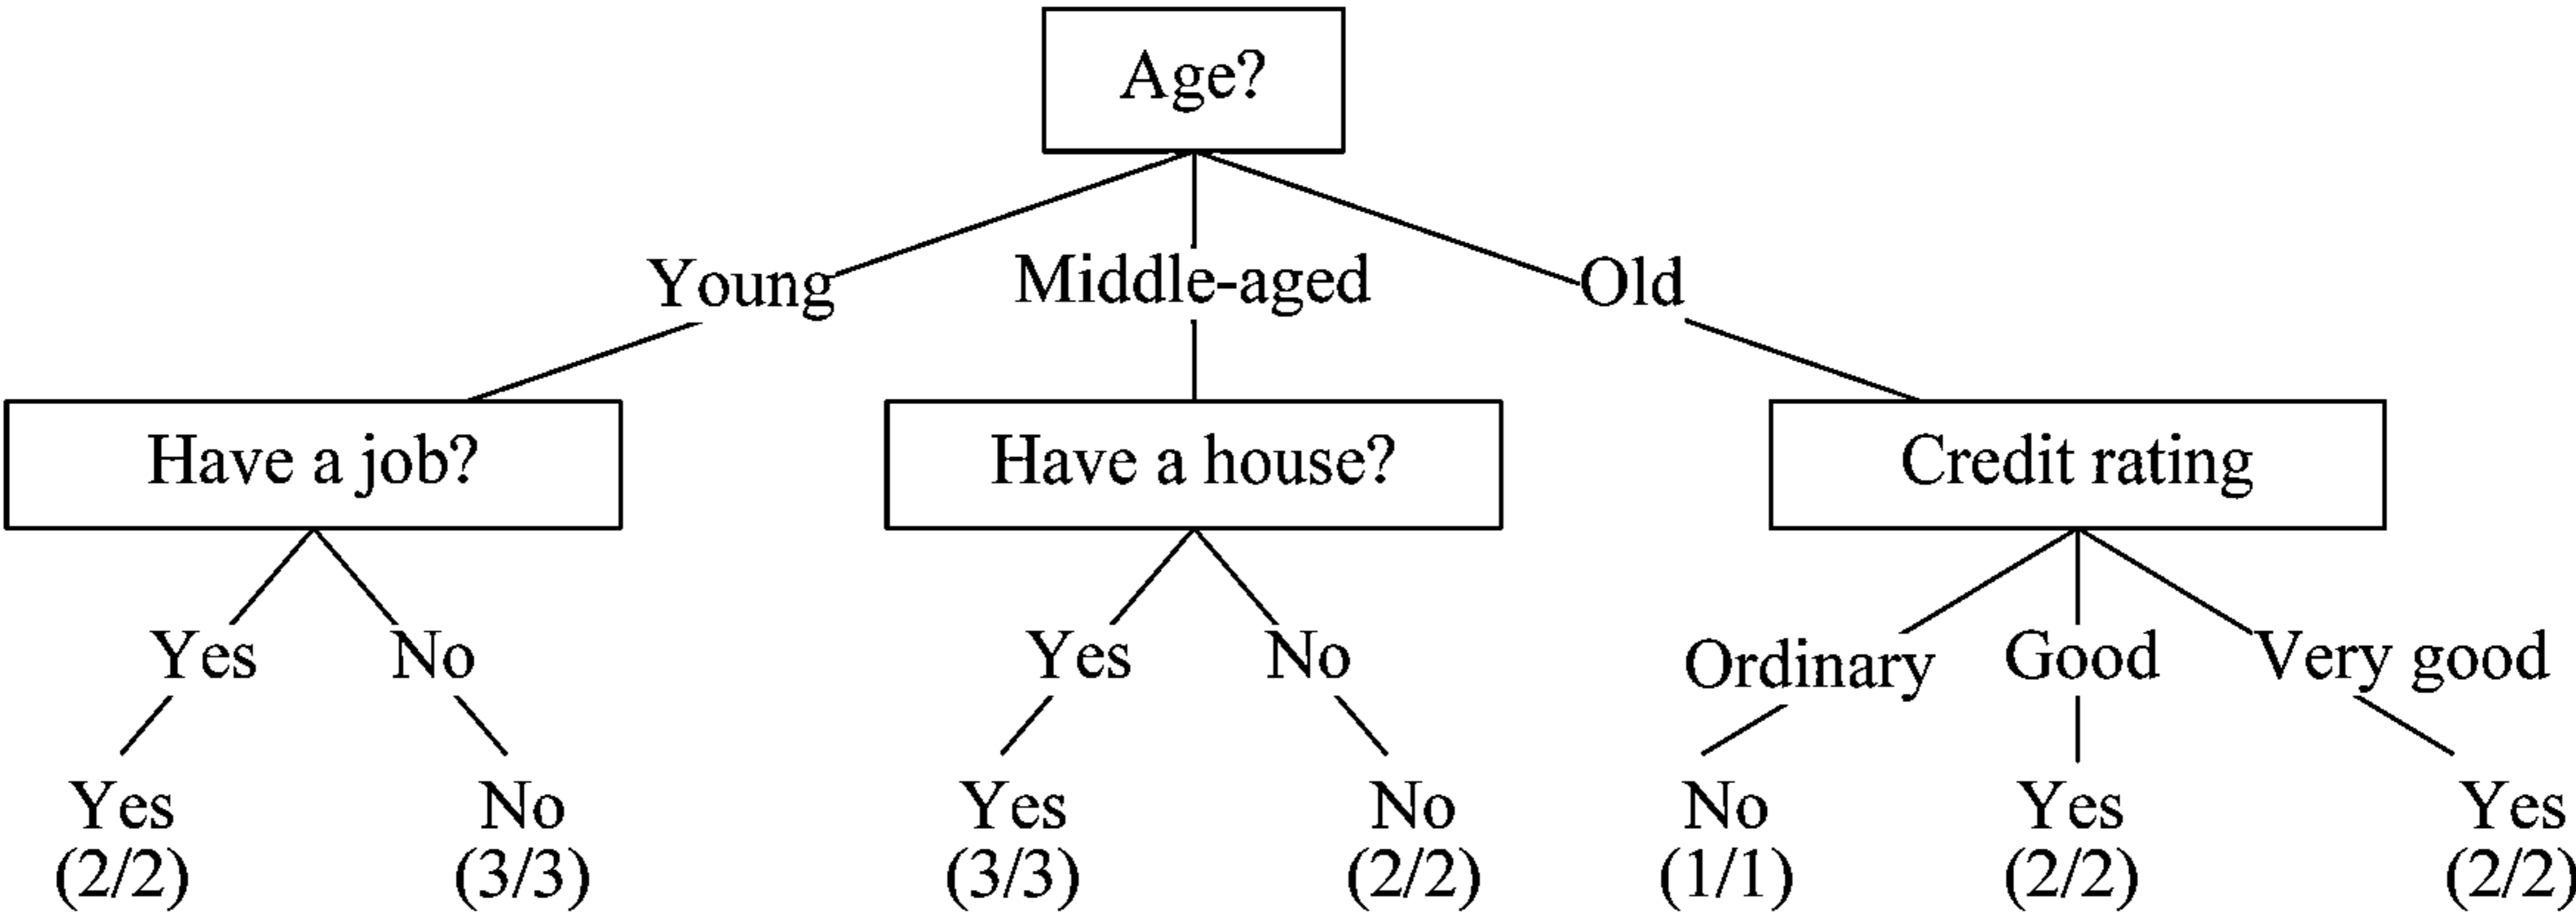 Age?
Young Middle-aged Old
Have a job? Have a house? Credit rating
Yes No Yes No Ordinary Good Very good
Yes No Yes No No Yes Yes
(2/2) (3/3) (3/3) (2/2) (1/1) (2/2) (2/2)